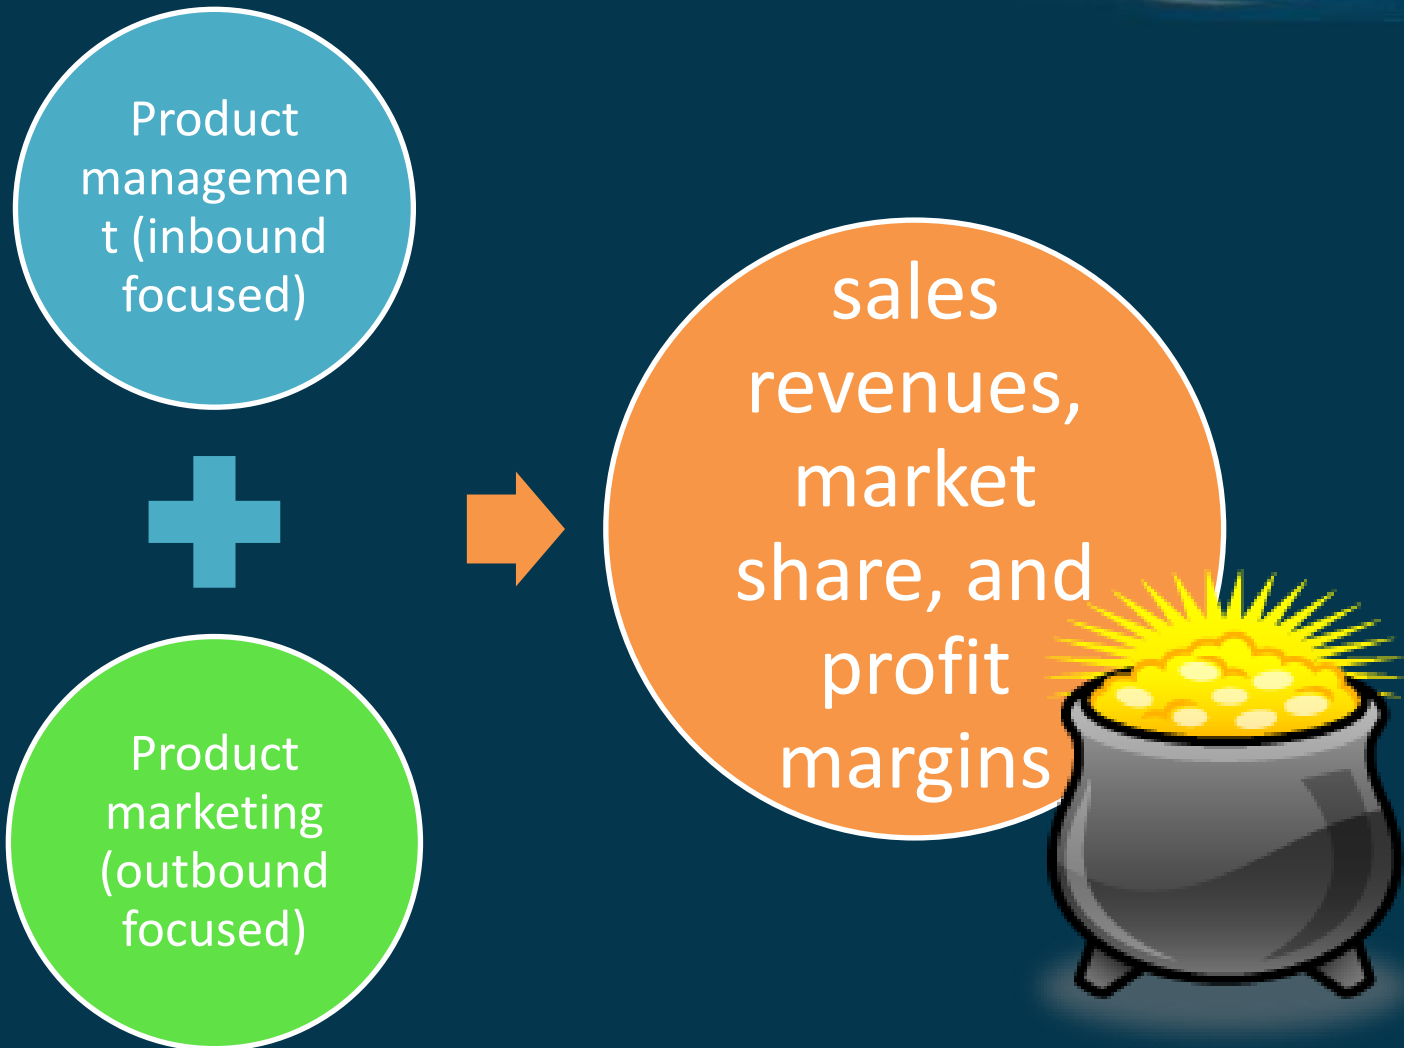 Product
managemen
t (inbound
focused)
Product
marketing
(outbound
focused)
sales
revenues,
market
share, and
profit
margins